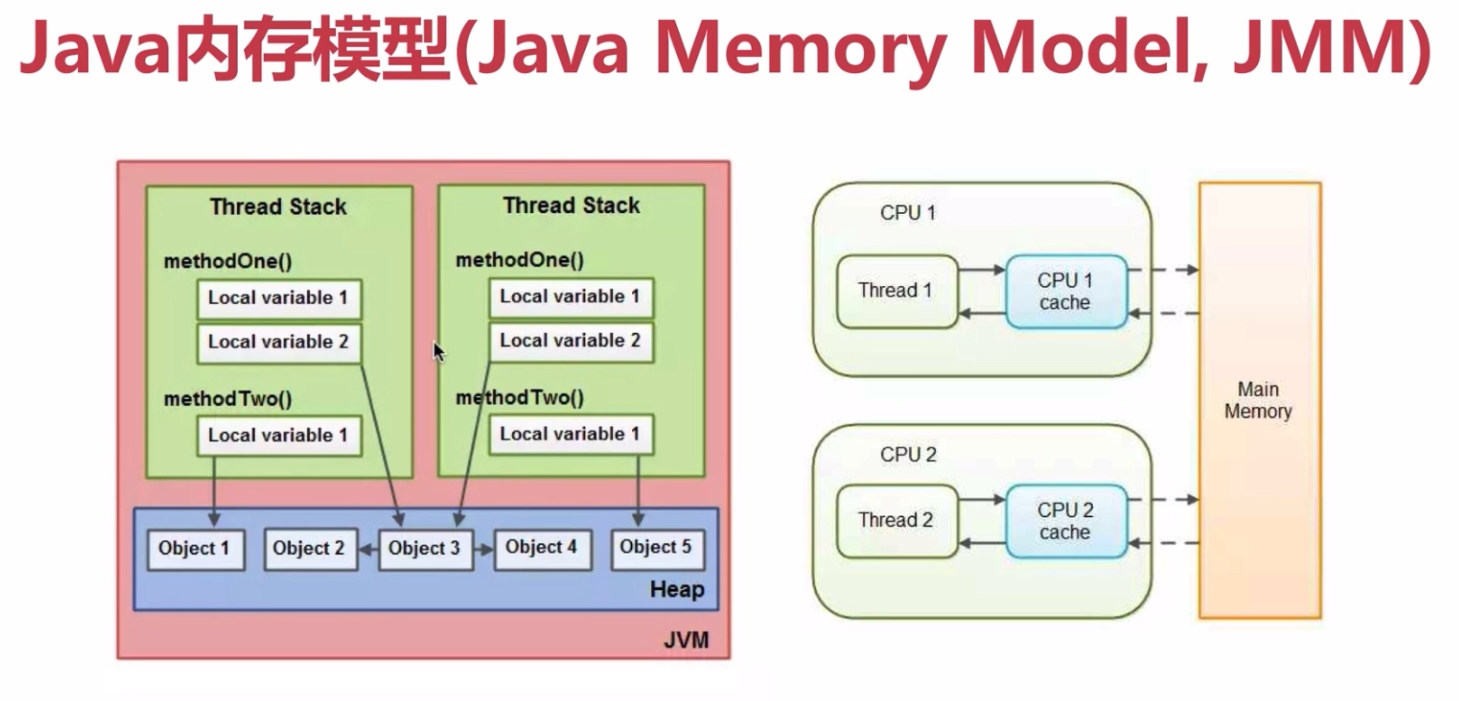 Java内存模型(Java Memory Model, JMM)
Thread Stack
methodOne()
Local variable 1
Local variable 2
methodTwo()
Local variable 1
Thread Stack
methodOne()
Local variable 1
Local variable 2
methodTwo()
Local variable 1
Object 1
Object 2
Object 3
Object 4
Object 5
Heap
JVM
CPU 1
Thread 1
CPU 1
cache
CPU 2
Thread 2
CPU 2
cache
Main
Memory